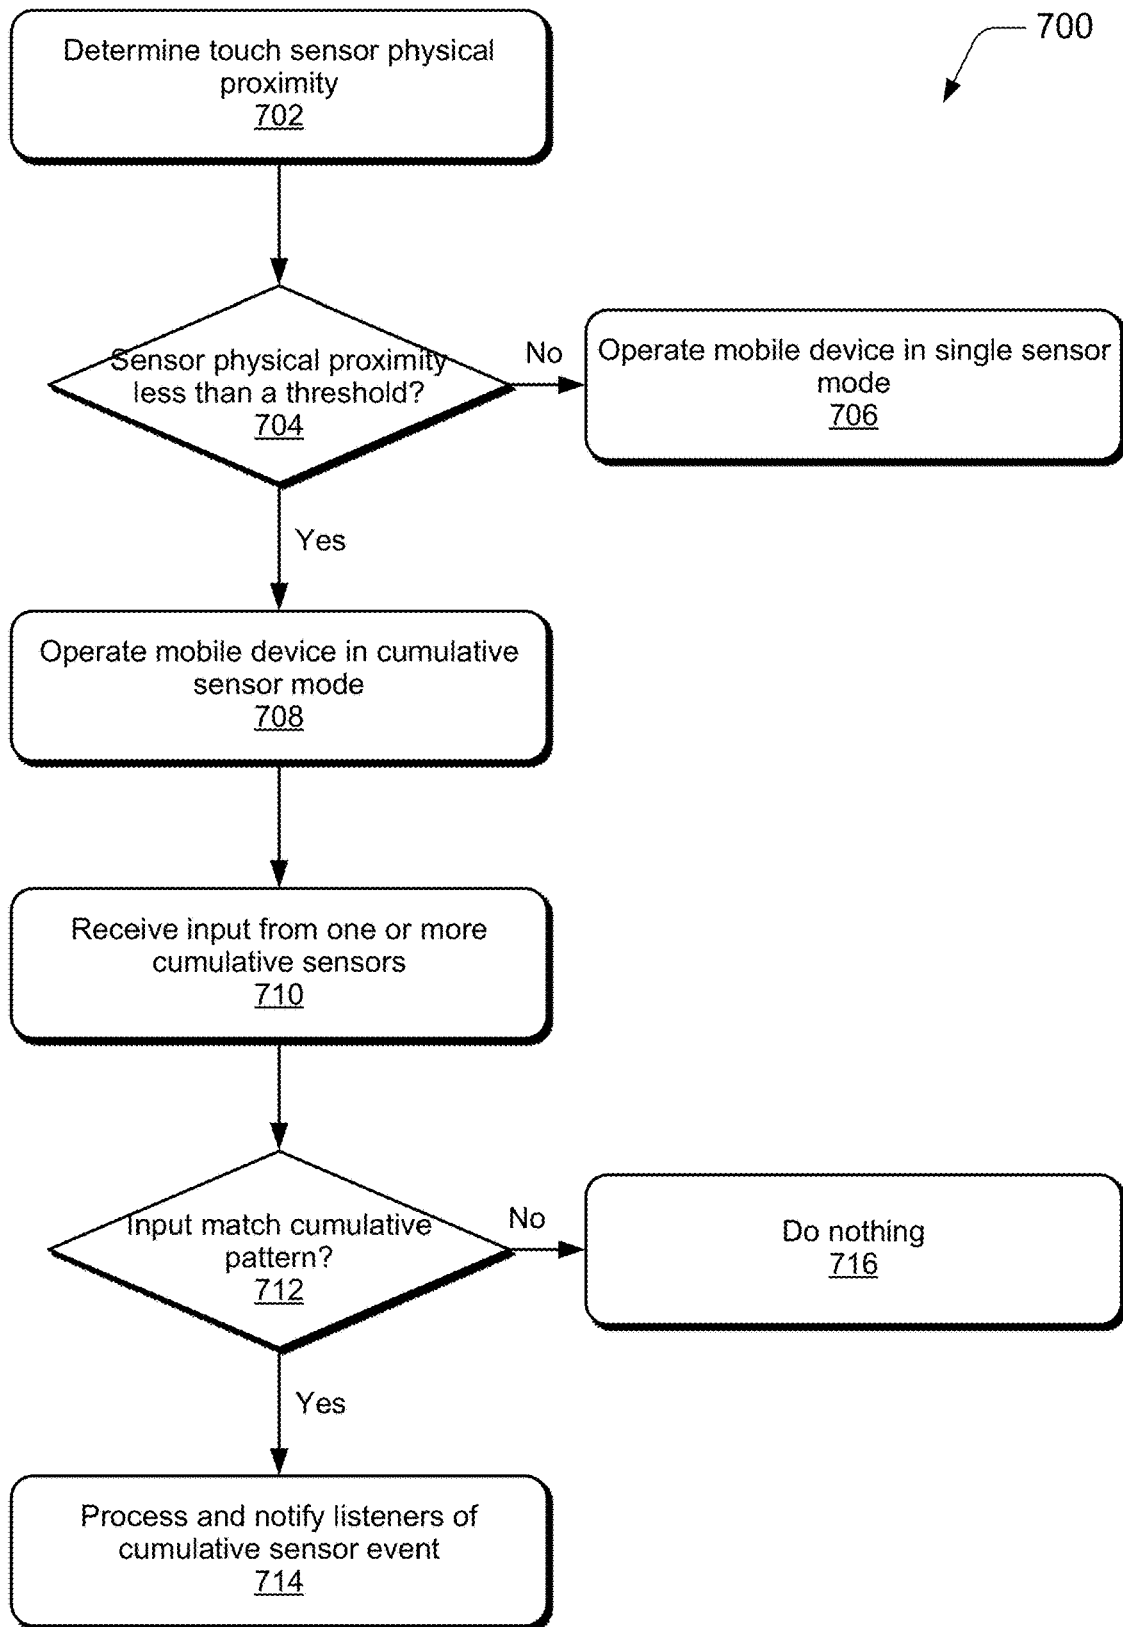 700
Determine touch sensor physical
proximity
702
Sensor physical proximity
less than a threshold?
704
No
Operate mobile device in single sensor
mode
706
Yes
Operate mobile device in cumulative
sensor mode
708
Receive input from one or more
cumulative sensors
710
Input match cumulative
pattern?
712
No
Do nothing
716
Yes
Process and notify listeners of
cumulative sensor event
714